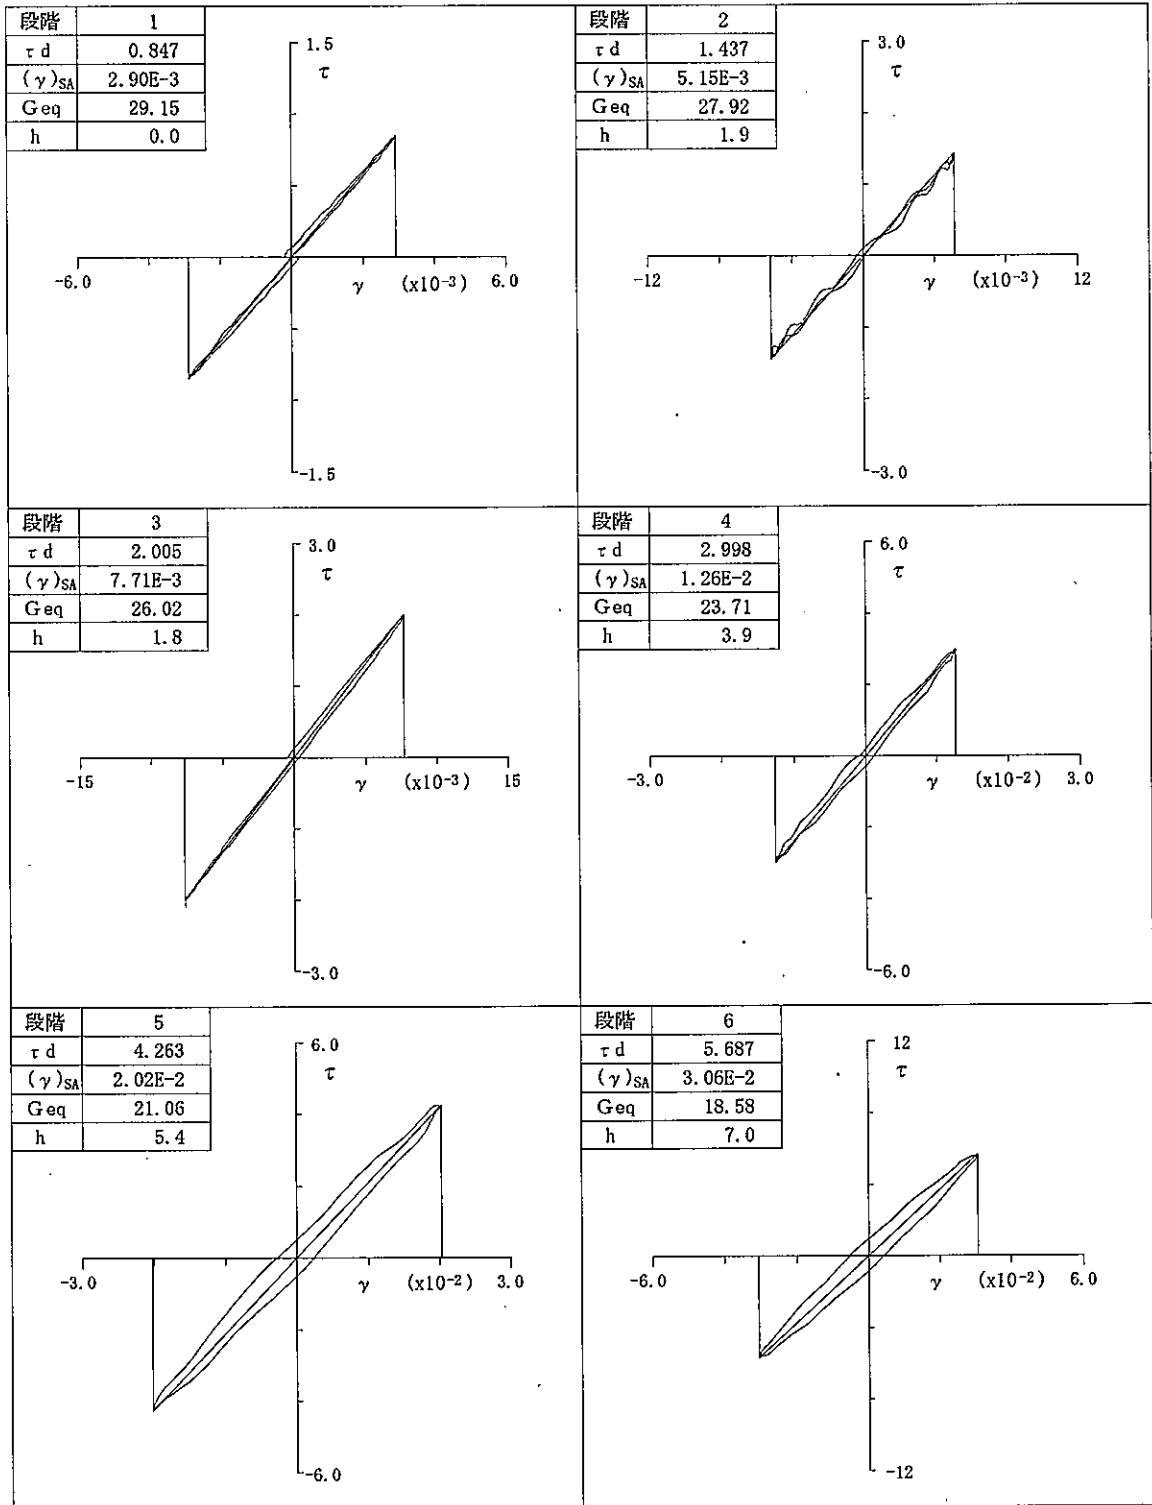 段階 1
τd 0.847
(γ)SA 2.90E-3
Geq 29.15
h 0.0
1.5
τ
-6.0 γ (x10-3) 6.0
-1.5
段階 2
τd 1.437
(γ)SA 5.15E-3
Geq 27.92
h 1.9
3.0
τ
-12 γ (x10-3) 12
-3.0
段階 3
τd 2.005
(γ)SA 7.71E-3
Geq 26.02
h 1.8
3.0
τ
-15 γ (x10-3) 15
-3.0
段階 4
τd 2.998
(γ)SA 1.26E-2
Geq 23.71
h 3.9
6.0
τ
-3.0 γ (x10-2) 3.0
-6.0
段階 5
τd 4.263
(γ)SA 2.02E-2
Geq 21.06
h 5.4
6.0
τ
-3.0 γ (x10-2) 3.0
-6.0
段階 6
τd 5.687
(γ)SA 3.06E-2
Geq 18.58
h 7.0
12
τ
-6.0 γ (x10-2) 6.0
-12